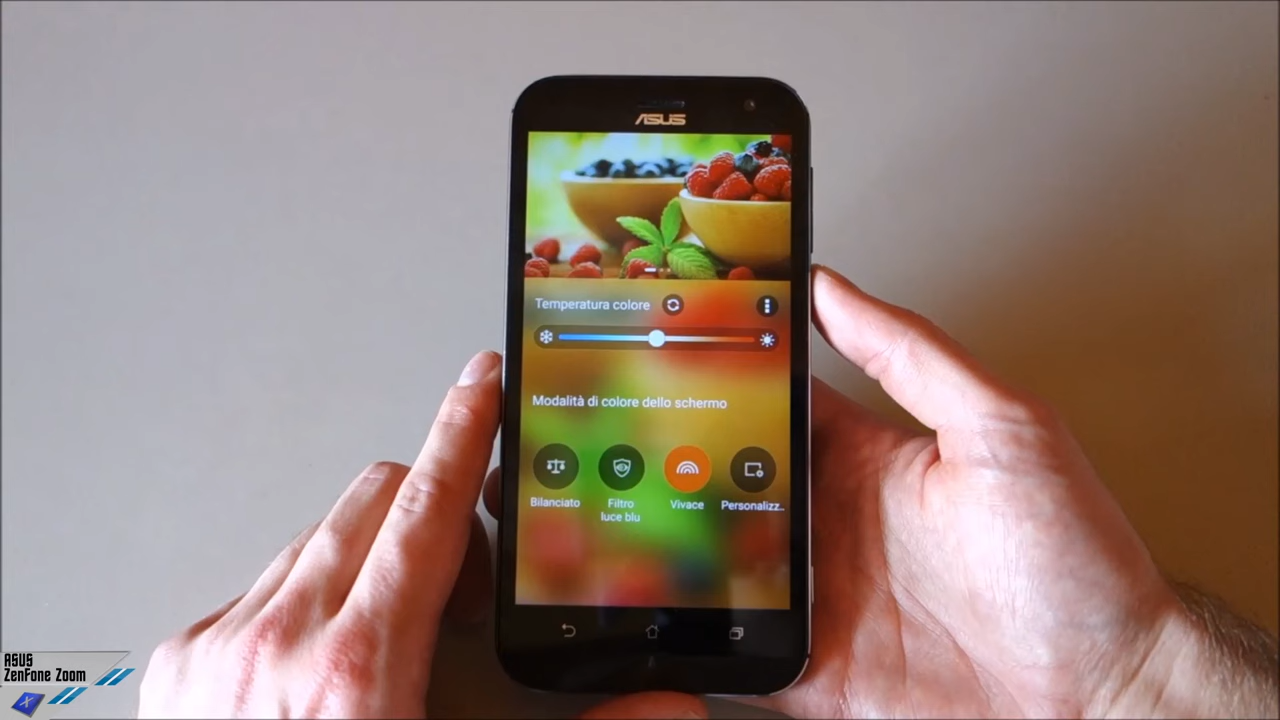 ASUS
Temperatura colore
Modalità di colore dello schermo
Bilanciato
Filtro
luce blu
Vivace
Personalizz..
ASUS
ZenFone Zoom
X